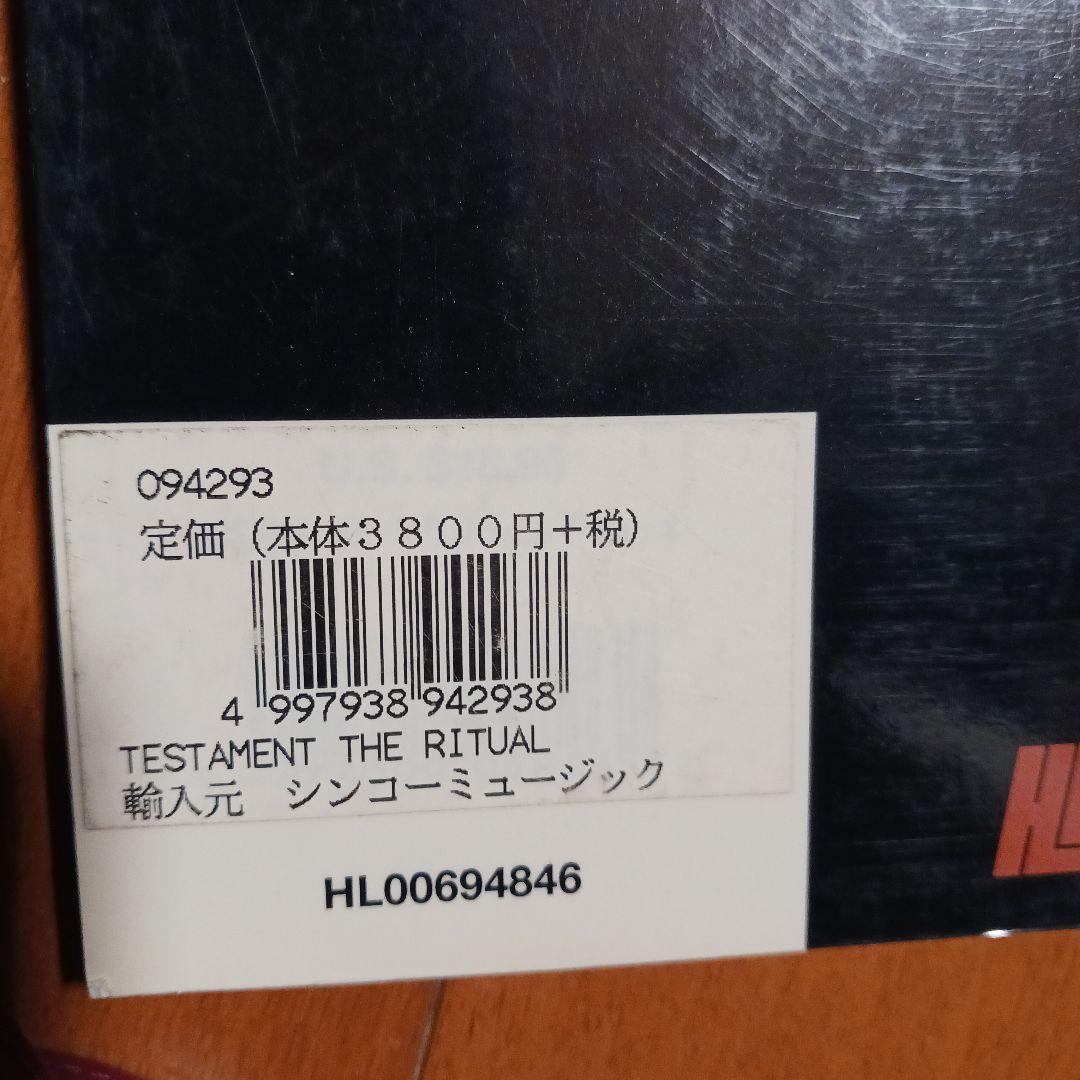 094293
定価（本体３８００円＋税）
4 997938 942938
TESTAMENT THE RITUAL
輸入元　シンコーミュージック
HL00694846
HL